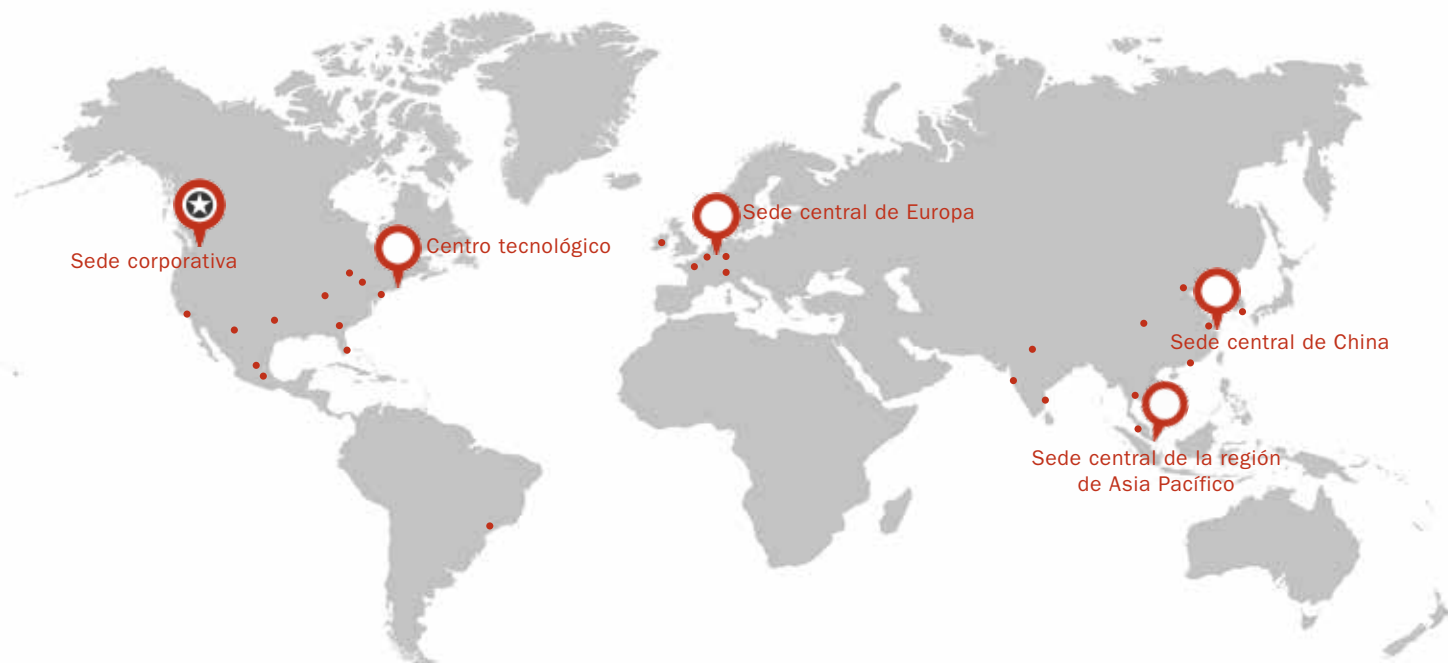 Sede central de Europa
Centro tecnológico
Sede corporativa
Sede central de China
Sede central de la región
de Asia Pacífico